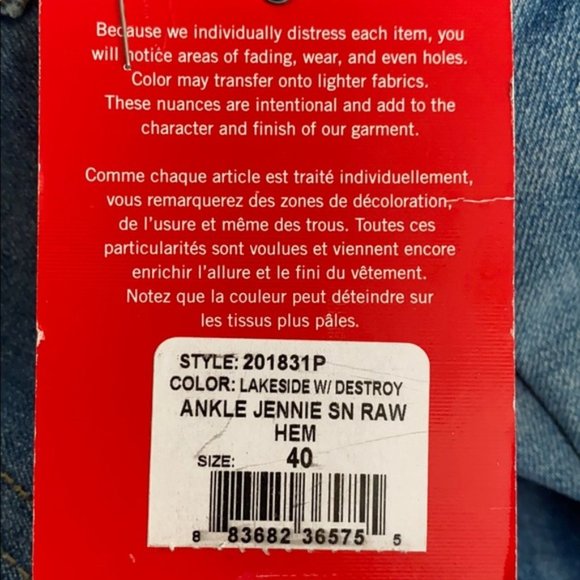 Because we individually distress each item, you
will notice areas of fading, wear, and even holes.
Color may transfer onto lighter fabrics.
These nuances are intentional and add to the
character and finish of our garment.
Comme chaque article est traité individuellement,
vous remarquerez des zones de décoloration,
de l'usure et même des trous. Toutes ces
particularités sont voulues et viennent encore
enrichir l'allure et le fini du vêtement.
Notez que la couleur peut déteindre sur
les tissus plus pâles.
STYLE: 201831P
COLOR: LAKESIDE W/ DESTROY
ANKLE JENNIE SN RAW
HEM
SIZE: 40
8 83682 36575 5